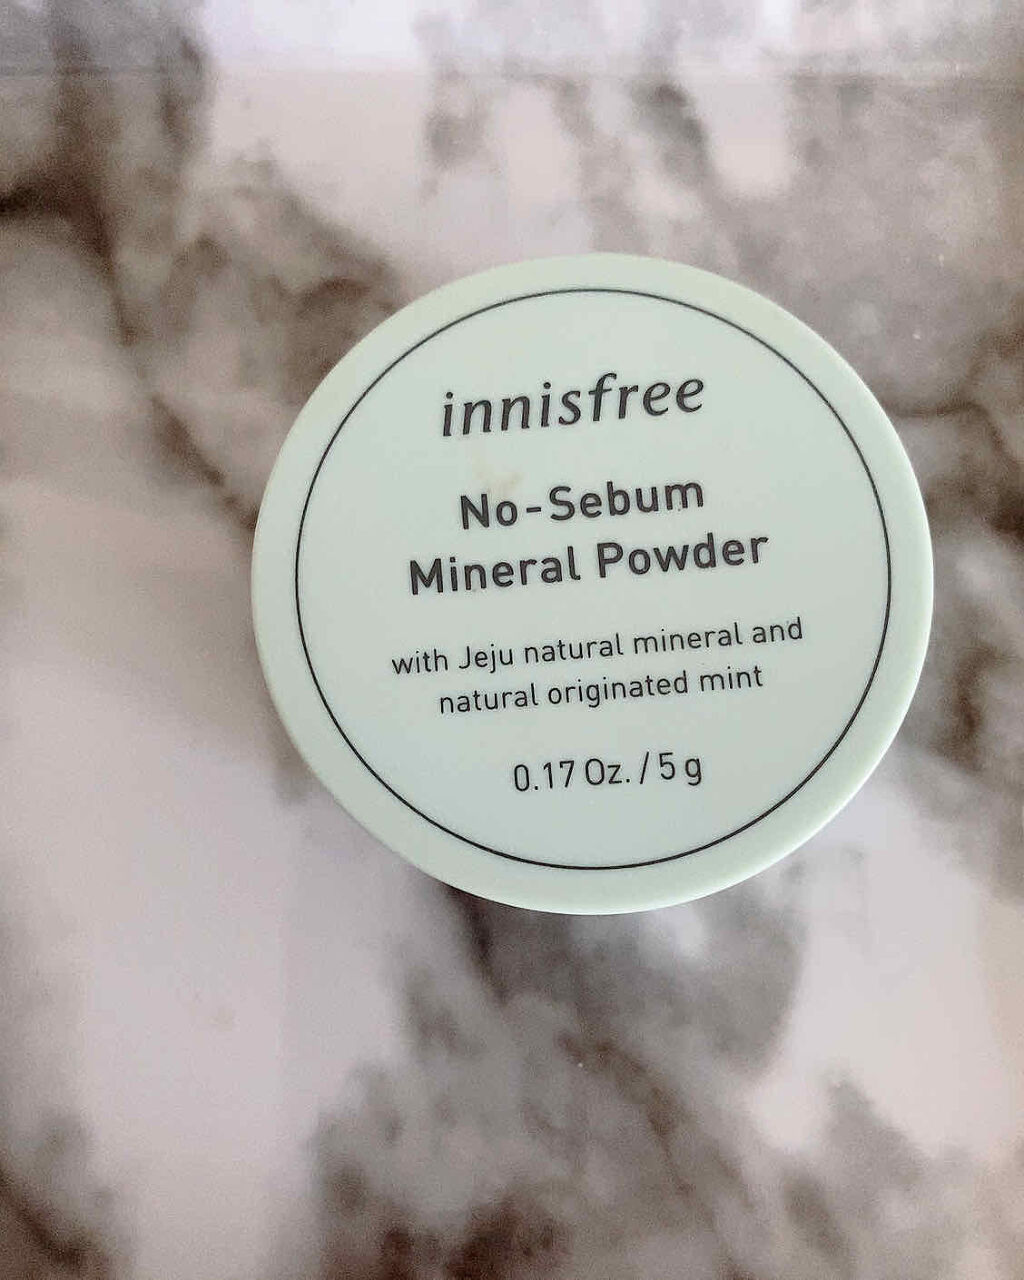 innisfree
No-Sebum
Mineral Powder
with Jeju natural mineral and
natural originated mint
0.17 Oz. / 5 g